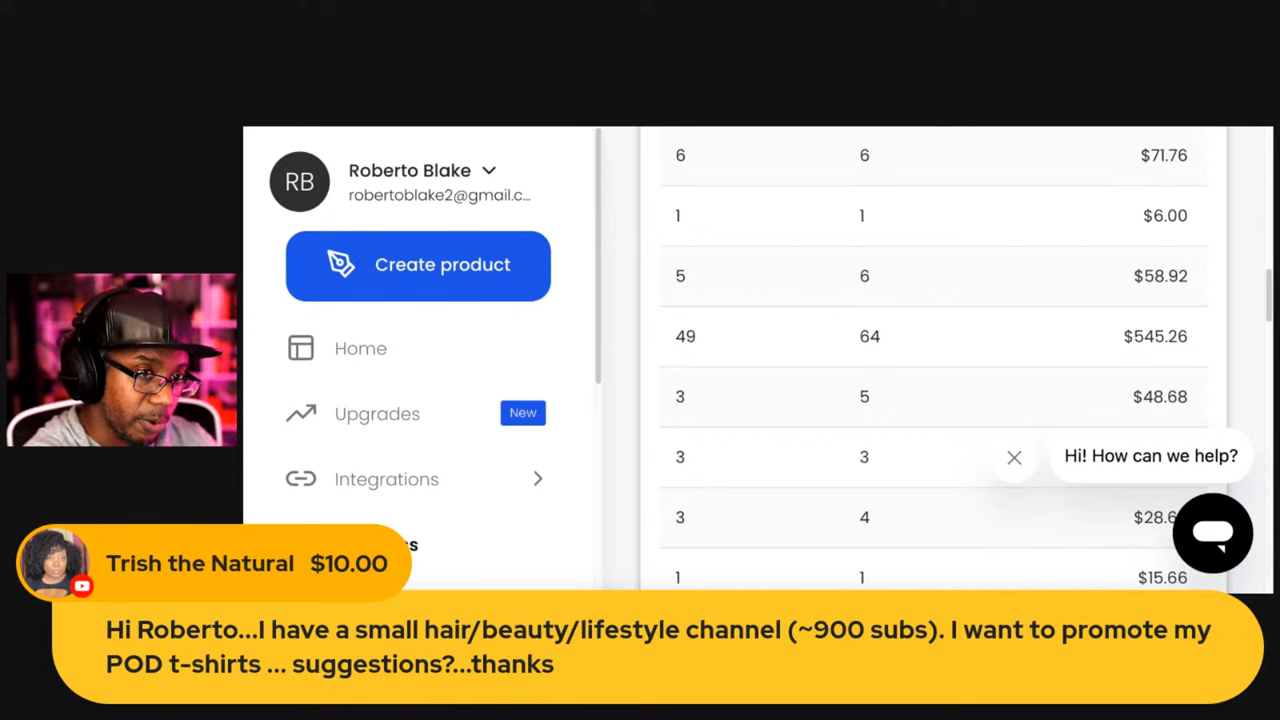 RB
Roberto Blake
robertoblake2@gmail.c...
Create product
Home
Upgrades
New
Integrations
6 6 $71.76
1 1 $6.00
5 6 $58.92
49 64 $545.26
3 5 $48.68
3 3
3 4 $28.6
1 1 $15.66
Hi! How can we help?
Trish the Natural $10.00
Hi Roberto...I have a small hair/beauty/lifestyle channel (~900 subs). I want to promote my
POD t-shirts ... suggestions?...thanks